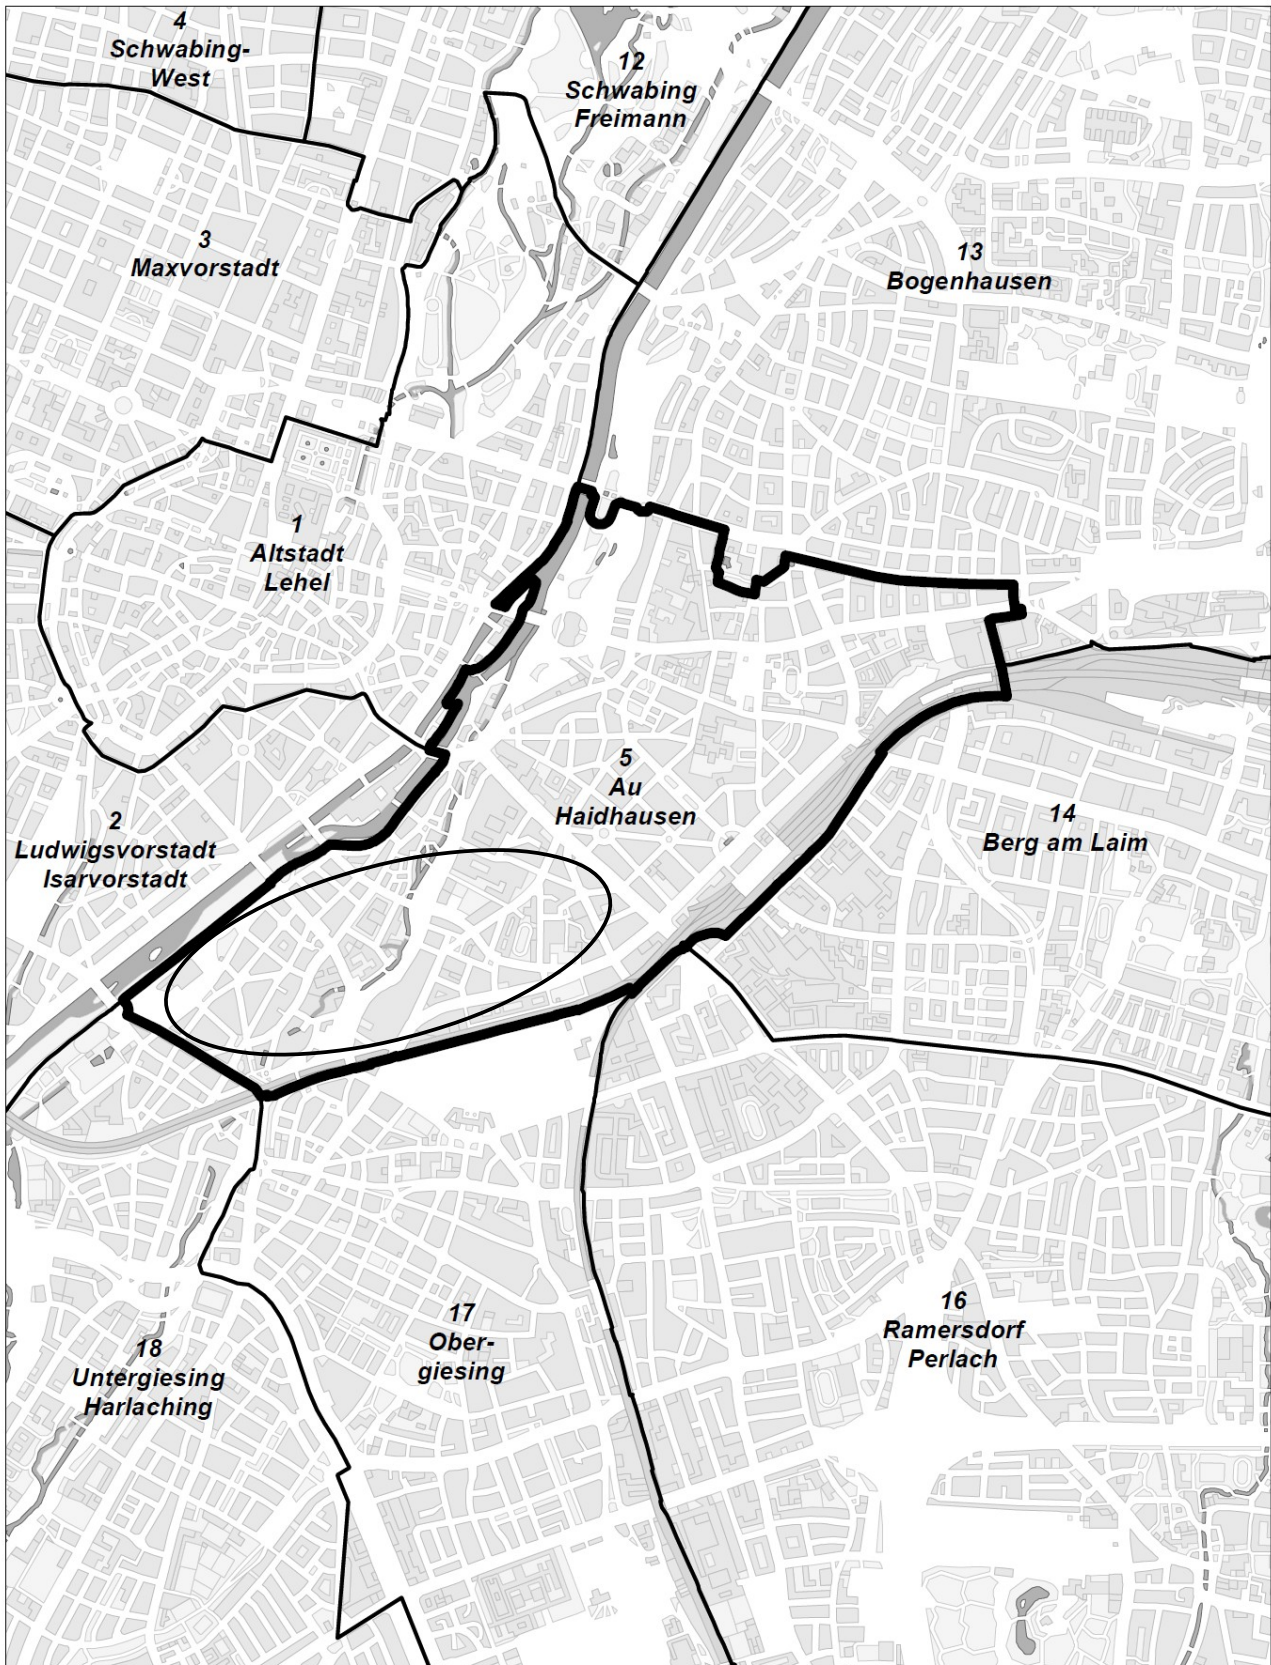 4
Schwabing-
West
12
Schwabing
Freimann
3
Maxvorstadt
13
Bogenhausen
1
Altstadt
Lehel
5
Au
Haidhausen
2
Ludwigsvorstadt
Isarvorstadt
14
Berg am Laim
17
Ober-
giesing
16
Ramersdorf
Perlach
18
Untergiesing
Harlaching